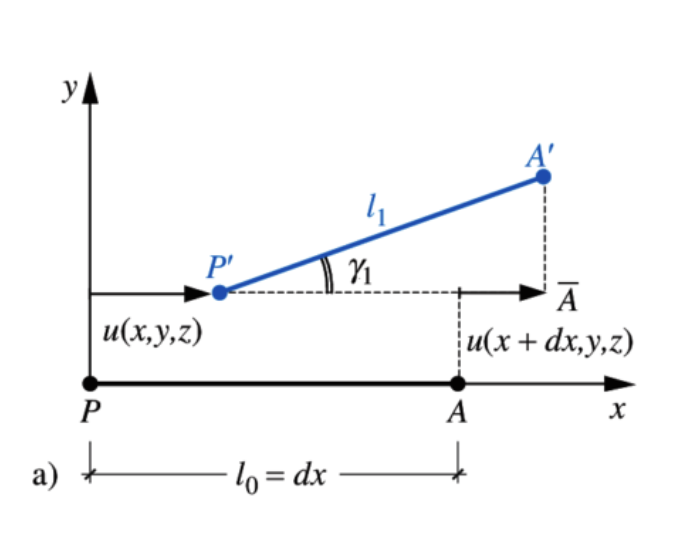 y
A′
l₁
P′
γ₁
A̅
u(x,y,z)
u(x + dx,y,z)
P
A
x
a)
l₀ = dx